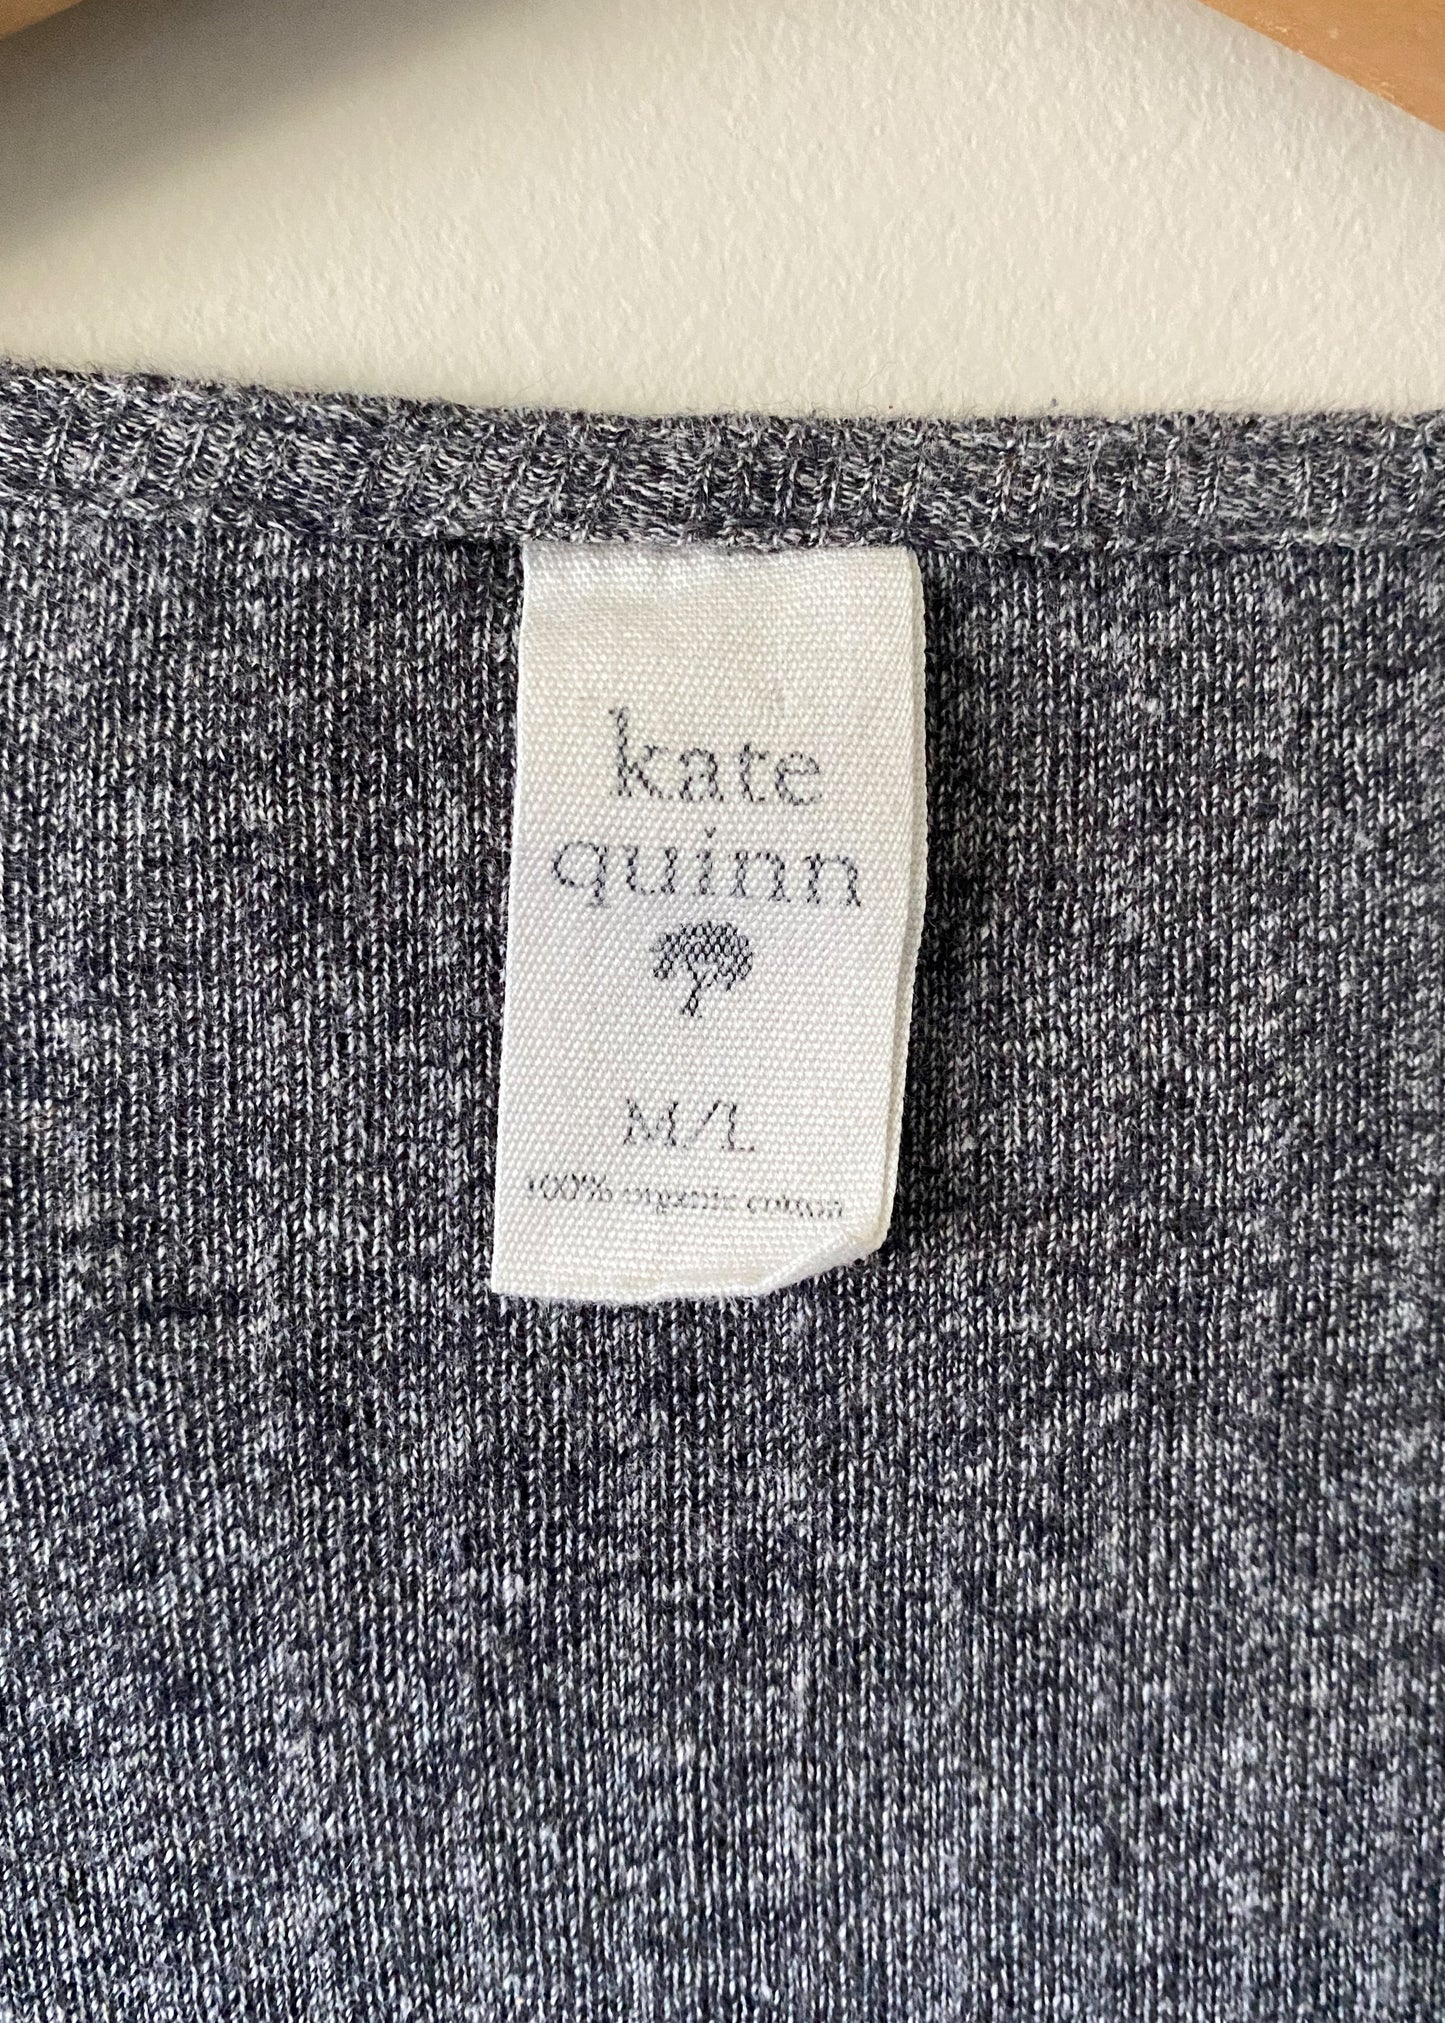 kate
quinn
M/L
100% organic cotton